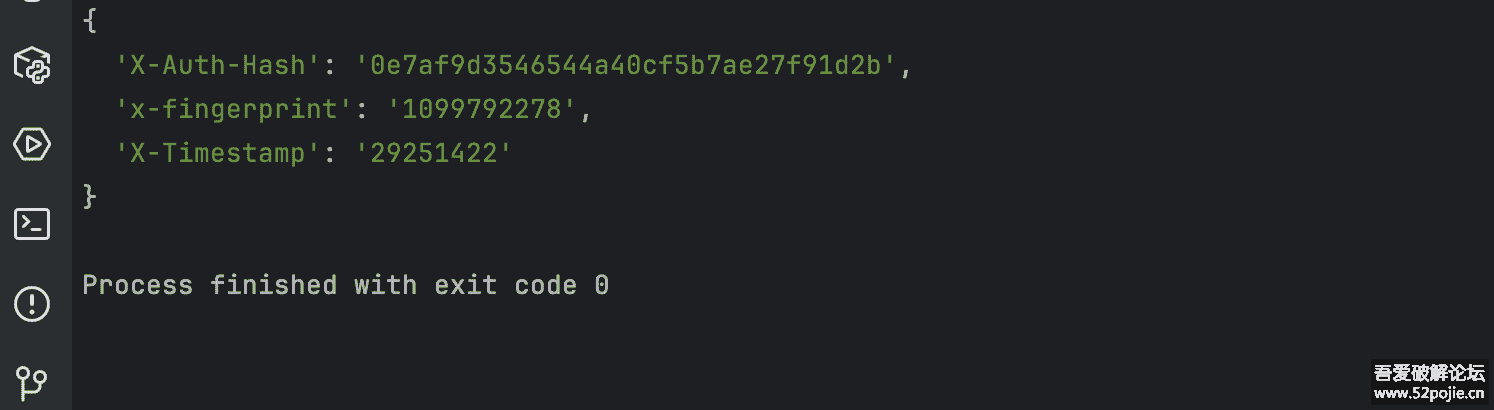 {
'X-Auth-Hash': '0e7af9d3546544a40cf5b7ae27f91d2b',
'x-fingerprint': '1099792278',
'X-Timestamp': '29251422'
}
Process finished with exit code 0
吾爱破解论坛
www.52pojie.cn